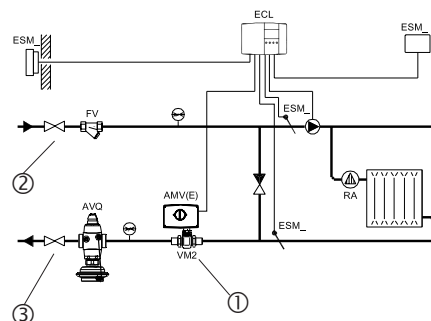 ECL
ESM_
ESM_
FV
ESM_
②
AMV(E)
RA
AVQ
ESM_
VM2
③
①